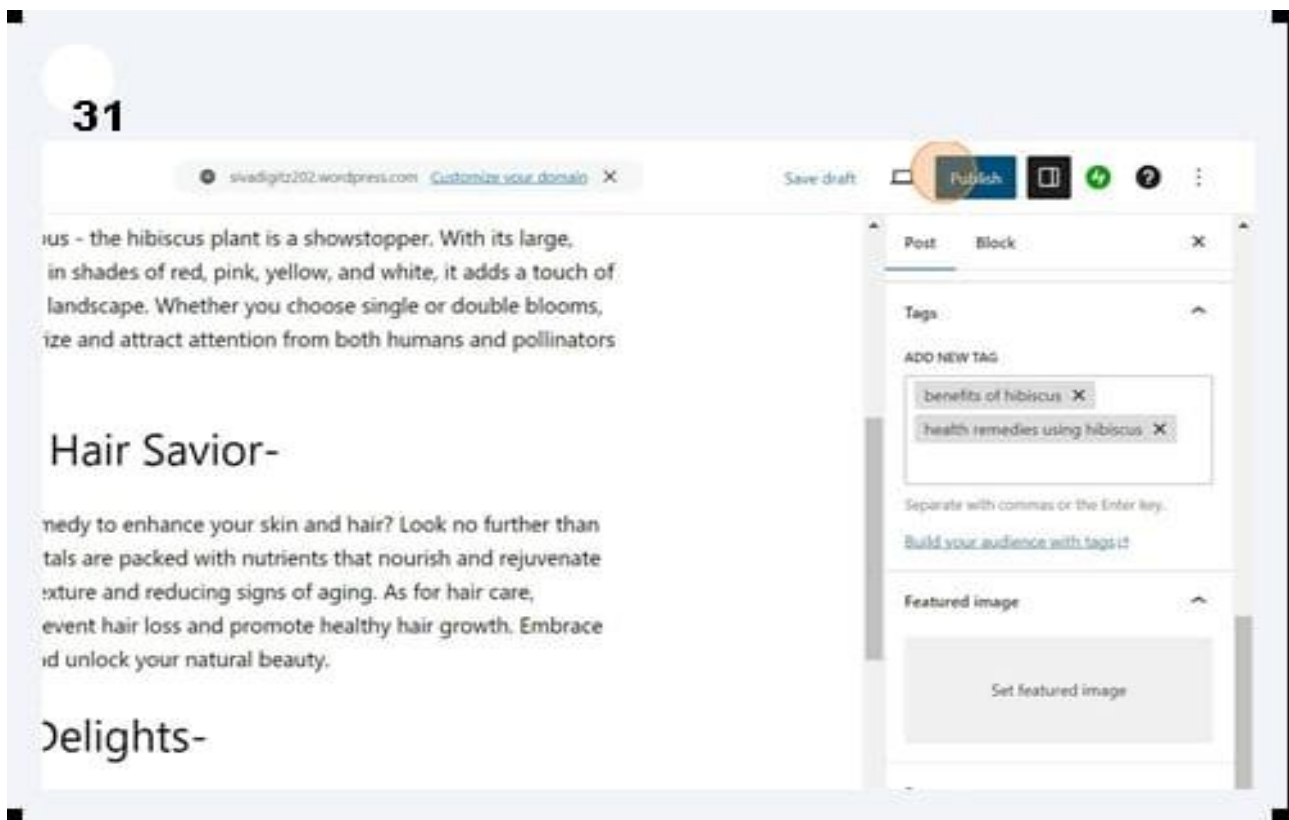 31
sivadigitz202.wordpress.com Customize your domain X
Save draft
Publish
us - the hibiscus plant is a showstopper. With its large,
in shades of red, pink, yellow, and white, it adds a touch of
landscape. Whether you choose single or double blooms,
ize and attract attention from both humans and pollinators
Hair Savior-
medy to enhance your skin and hair? Look no further than
tals are packed with nutrients that nourish and rejuvenate
exture and reducing signs of aging. As for hair care,
event hair loss and promote healthy hair growth. Embrace
d unlock your natural beauty.
Delights-
Post Block
Tags
ADD NEW TAG
benefits of hibiscus
health remedies using hibiscus
Separate with commas or the Enter key.
Build your audience with tags
Featured image
Set featured image